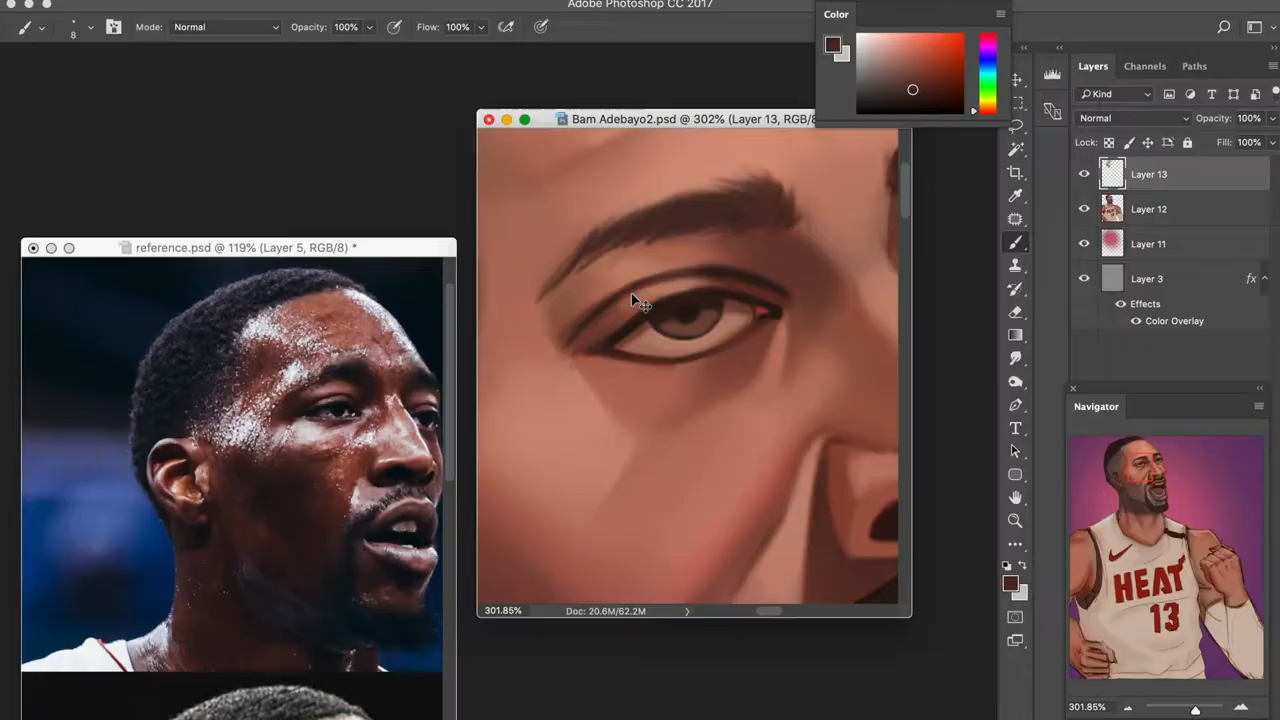 Adobe Photoshop CC 2017
8
Mode: Normal
Opacity: 100%
Flow: 100%
Color
Bam Adebayo2.psd @ 302% (Layer 13, RGB/8
reference.psd @ 119% (Layer 5, RGB/8) *
301.85%
Doc: 20.6M/62.2M
Layers
Channels
Paths
Kind
Normal
Opacity: 100%
Lock:
Fill: 100%
Layer 13
Layer 12
Layer 11
Layer 3
fx
Effects
Color Overlay
Navigator
HEAT
13
301.85%